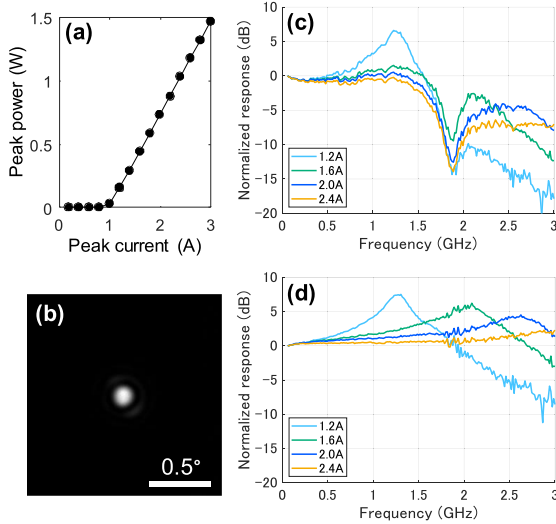 (a)
Peak power (W)
1.5
1
0.5
0
0 1 2 3
Peak current (A)
(b)
0.5°
(c)
Normalized response (dB)
10
5
0
-5
-10
-15
-20
1.2A
1.6A
2.0A
2.4A
0 0.5 1 1.5 2 2.5 3
Frequency (GHz)
(d)
Normalized response (dB)
10
5
0
-5
-10
-15
-20
1.2A
1.6A
2.0A
2.4A
0 0.5 1 1.5 2 2.5 3
Frequency (GHz)